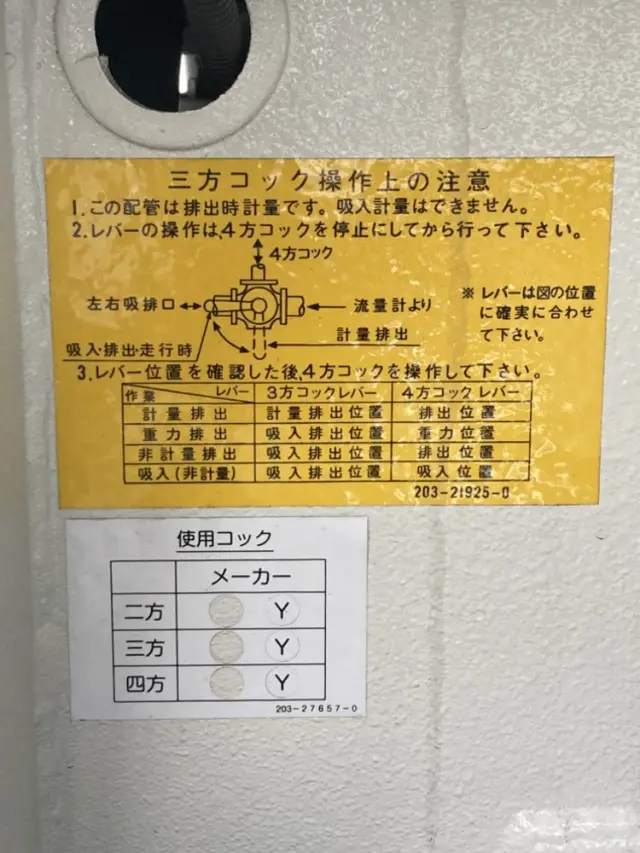 三方コック操作上の注意
1.この配管は排出時計量です。吸入計量はできません。
2.レバーの操作は、4方コックを停止にしてから行って下さい。
4方コック
左右吸排口
流量計より
計量排出
吸入・排出・走行時
※ レバーは図の位置
に確実に合わせ
て下さい。
3.レバー位置を確認した後、4方コックを操作して下さい。
作業 レバー 3方コックレバー 4方コックレバー
計量排出 計量排出位置 排出位置
重力排出 吸入排出位置 重力位置
非計量排出 吸入排出位置 排出位置
吸入(非計量) 吸入排出位置 吸入位置
203-21925-0
使用コック
メーカー
二方 Y
三方 Y
四方 Y
203-27657-0